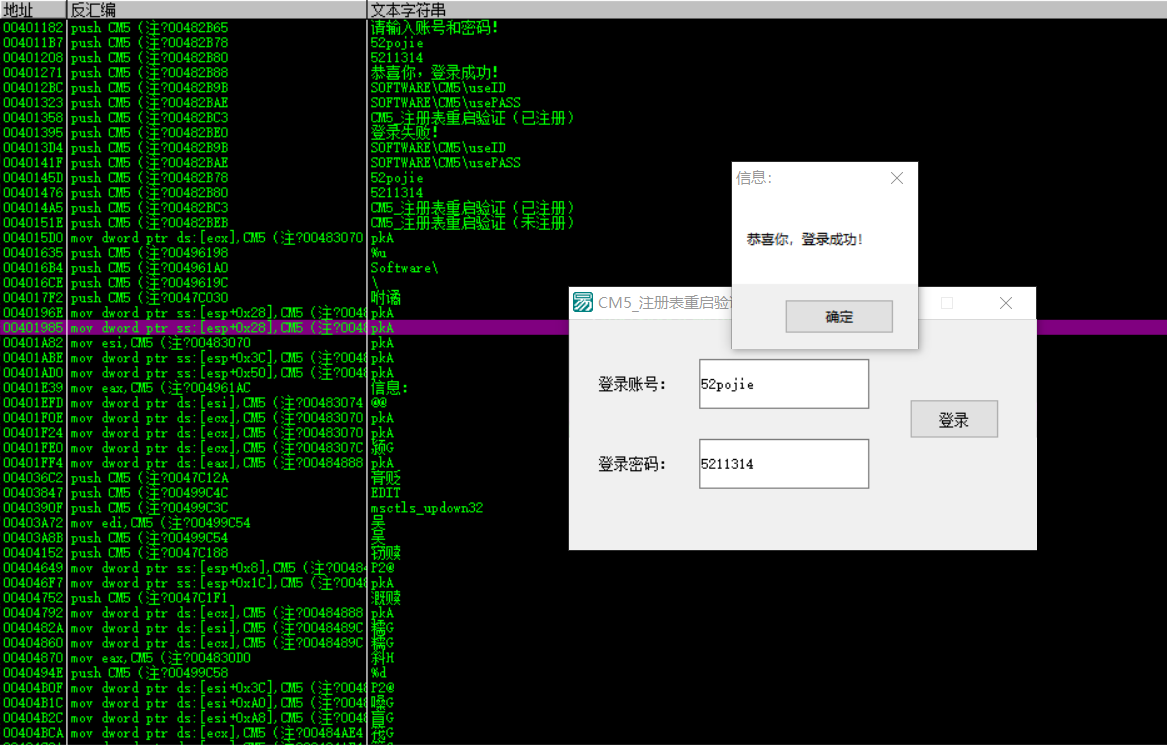 地址 反汇编 文本字符串
00401182 push CM5（注?00482B65 请输入账号和密码!
004011B7 push CM5（注?00482B78 52pojie
00401208 push CM5（注?00482B80 5211314
00401271 push CM5（注?00482B88 恭喜你，登录成功!
004012BC push CM5（注?00482B9B SOFTWARE\CM5\useID
00401323 push CM5（注?00482BAE SOFTWARE\CM5\usePASS
00401358 push CM5（注?00482BC3 CM5_注册表重启验证（已注册）
00401395 push CM5（注?00482BE0 登录失败!
004013D4 push CM5（注?00482B9B SOFTWARE\CM5\useID
0040141F push CM5（注?00482BAE SOFTWARE\CM5\usePASS
0040145D push CM5（注?00482B78 52pojie
00401476 push CM5（注?00482B80 5211314
004014A5 push CM5（注?00482BC3 CM5_注册表重启验证（已注册）
0040151E push CM5（注?00482BEB CM5_注册表重启验证（未注册）
004015D0 mov dword ptr ds:[ecx],CM5（注?00483070 pkA
00401635 push CM5（注?00496198 %u
004016B4 push CM5（注?004961A0 Software\
004016CE push CM5（注?0049619C \
004017F2 push CM5（注?0047C030
0040196E mov dword ptr ss:[esp+0x28],CM5（注?0048 pkA
00401985 mov dword ptr ss:[esp+0x28],CM5（注?0048 pkA
00401A82 mov esi,CM5（注?00483070 pkA
00401ABE mov dword ptr ss:[esp+0x3C],CM5（注?0048 pkA
00401AD0 mov dword ptr ss:[esp+0x50],CM5（注?0048 pkA
00401E39 mov eax,CM5（注?004961AC 信息:
00401EFD mov dword ptr ds:[esi],CM5（注?00483074 @@
00401F0E mov dword ptr ds:[ecx],CM5（注?00483070 pkA
00401F24 mov dword ptr ds:[ecx],CM5（注?00483070 pkA
00401FE0 mov dword ptr ds:[ecx],CM5（注?0048307C 颍G
00401FF4 mov dword ptr ds:[eax],CM5（注?00484888 pkA
004036C2 push CM5（注?0047C12A
00403847 push CM5（注?00499C4C EDIT
0040390F push CM5（注?00499C3C msctls_updown32
00403A72 mov edi,CM5（注?00499C54 吴
00403A8B push CM5（注?00499C54 吴
00404152 push CM5（注?0047C188
00404649 mov dword ptr ss:[esp+0x8],CM5（注?0048 P2@
004046F7 mov dword ptr ss:[esp+0x1C],CM5（注?0048 pkA
00404752 push CM5（注?0047C1F1
00404792 mov dword ptr ds:[ecx],CM5（注?00484888 pkA
0040482A mov dword ptr ds:[esi],CM5（注?0048489C
00404860 mov dword ptr ds:[ecx],CM5（注?0048489C
00404870 mov eax,CM5（注?004830D0 斜H
0040494E push CM5（注?00499C58 %d
00404B0F mov dword ptr ds:[esi+0x3C],CM5（注?0048 P2@
00404B1C mov dword ptr ds:[esi+0xA0],CM5（注?0048
00404B2C mov dword ptr ds:[esi+0xA8],CM5（注?0048
00404BCA mov dword ptr ds:[ecx],CM5（注?00484AE4
信息:
恭喜你，登录成功!
确定
CM5_注册表重启验
登录账号: 52pojie
登录
登录密码: 5211314